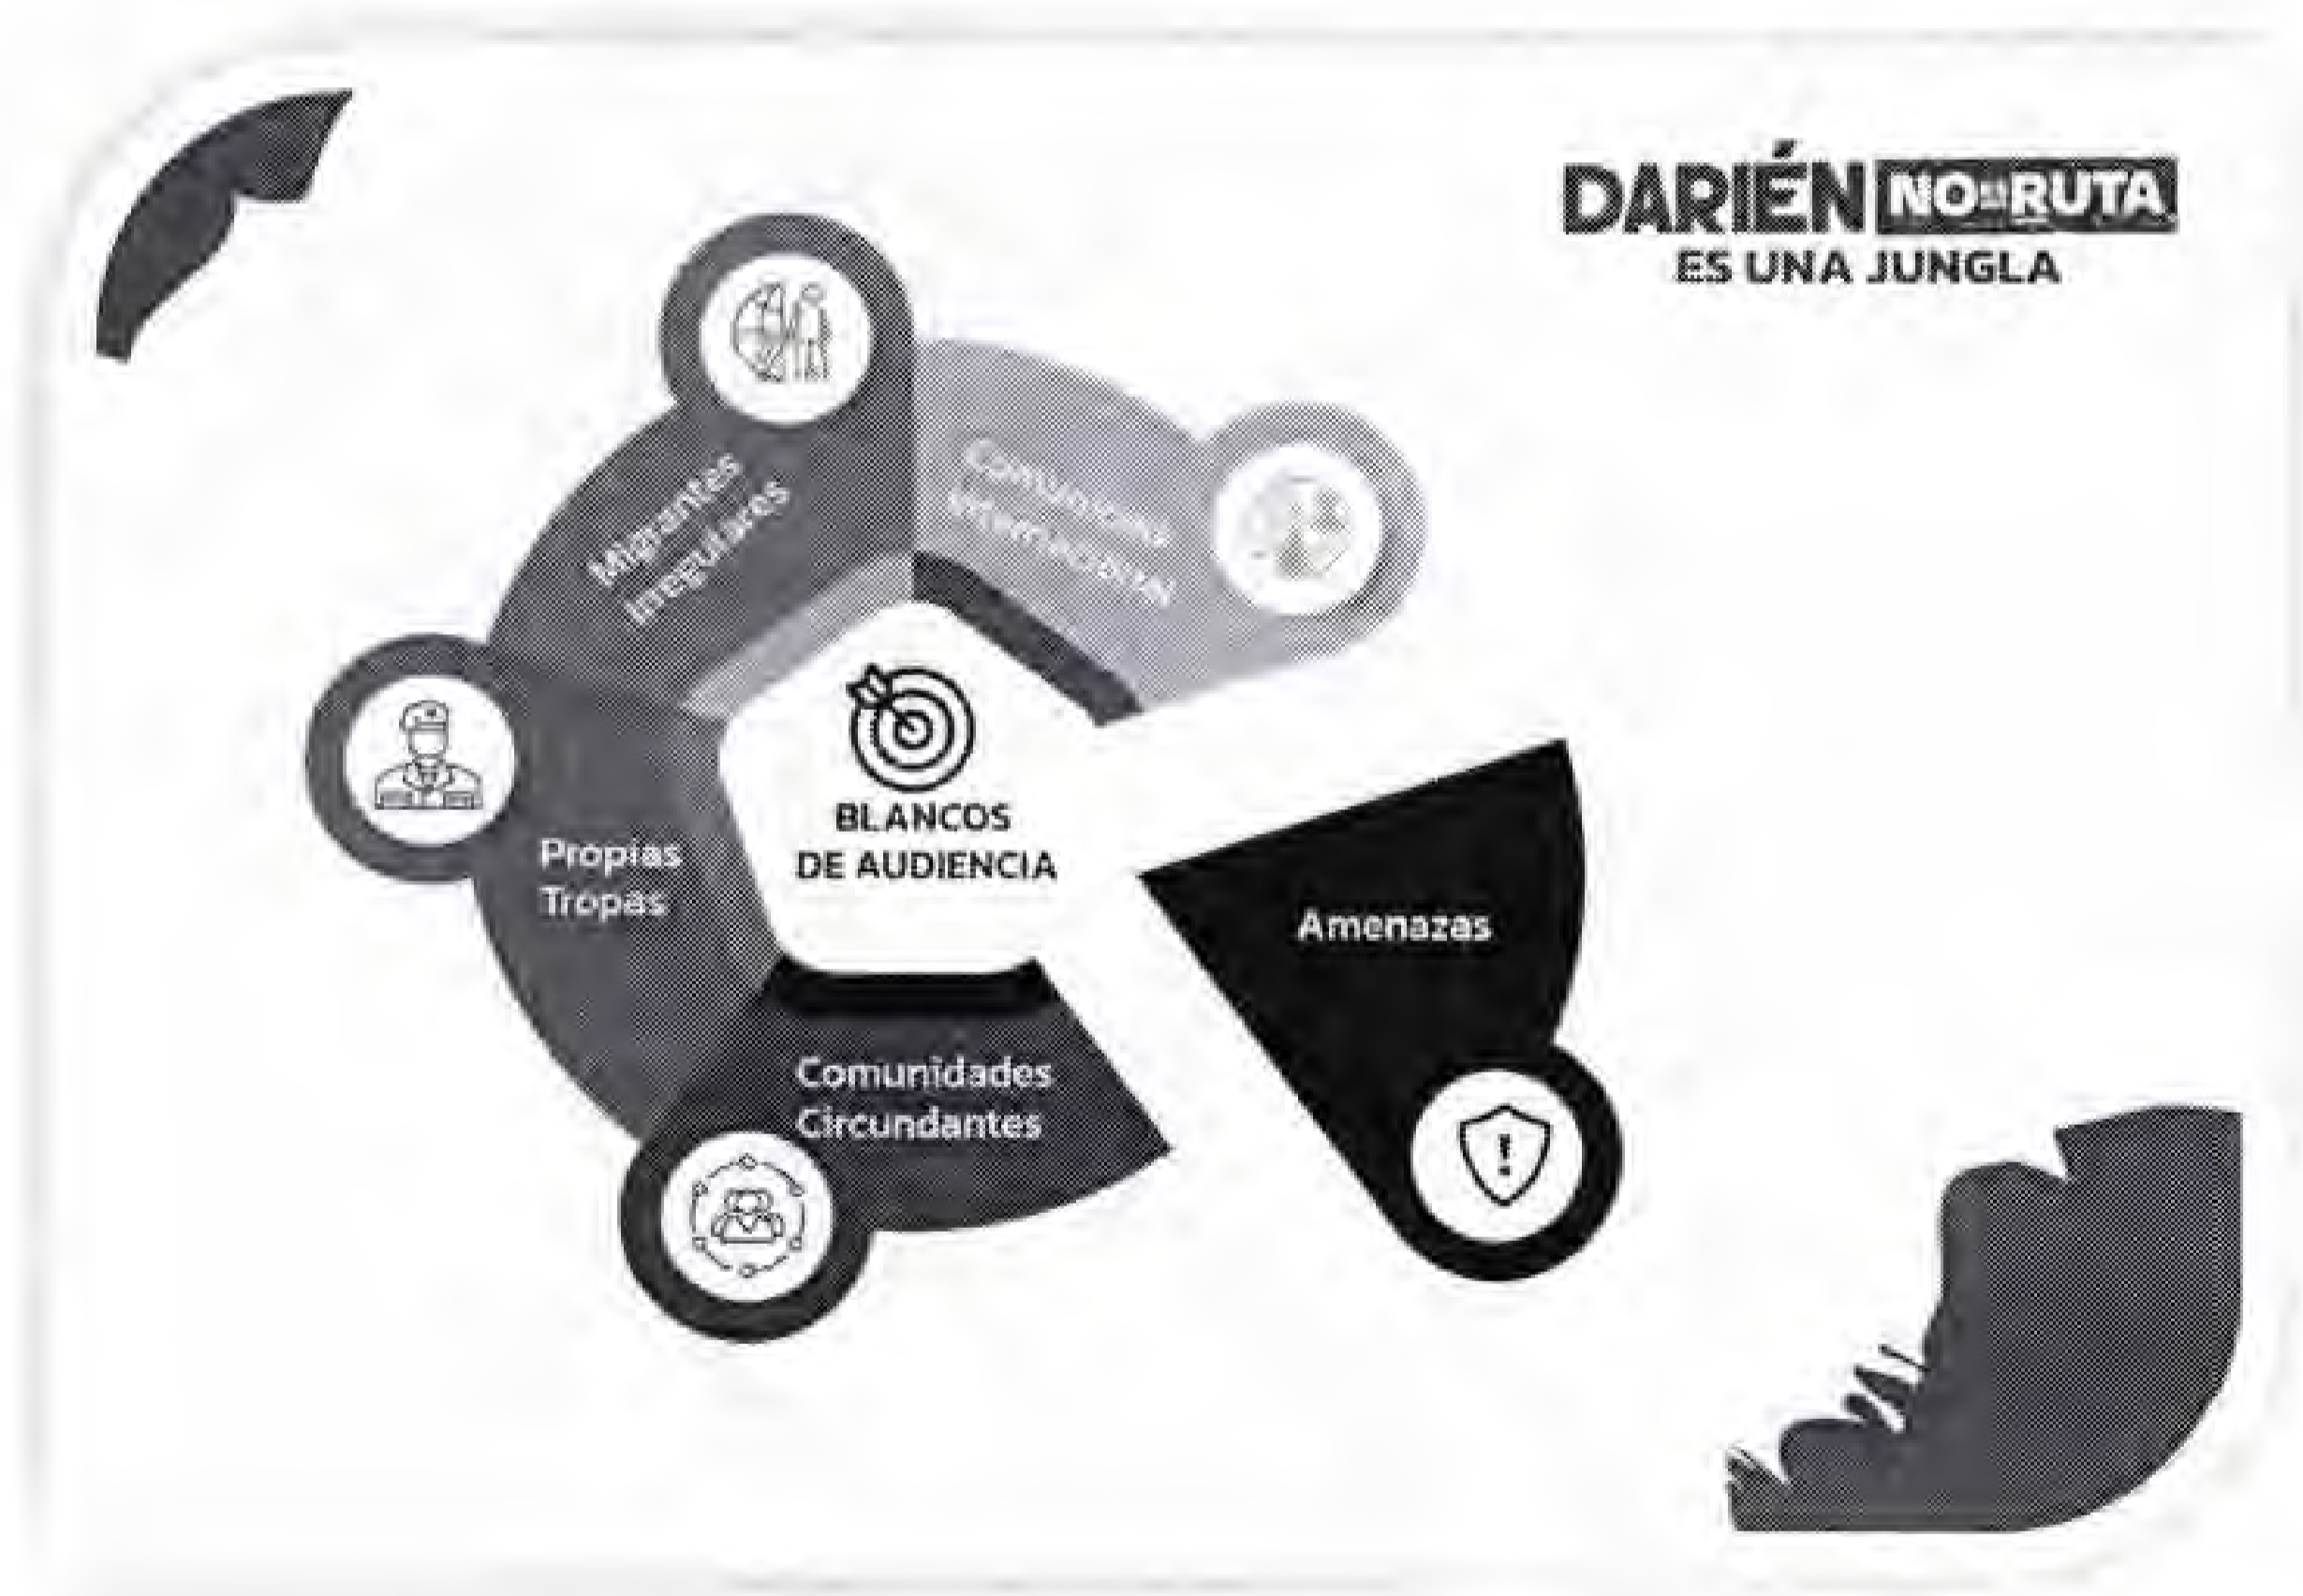 DARIÉN NO ES RUTA
ES UNA JUNGLA
Migrantes
Irregulares
Comunidad
Internacional
BLANCOS
DE AUDIENCIA
Propias
Tropas
Amenazas
Comunidades
Circundantes